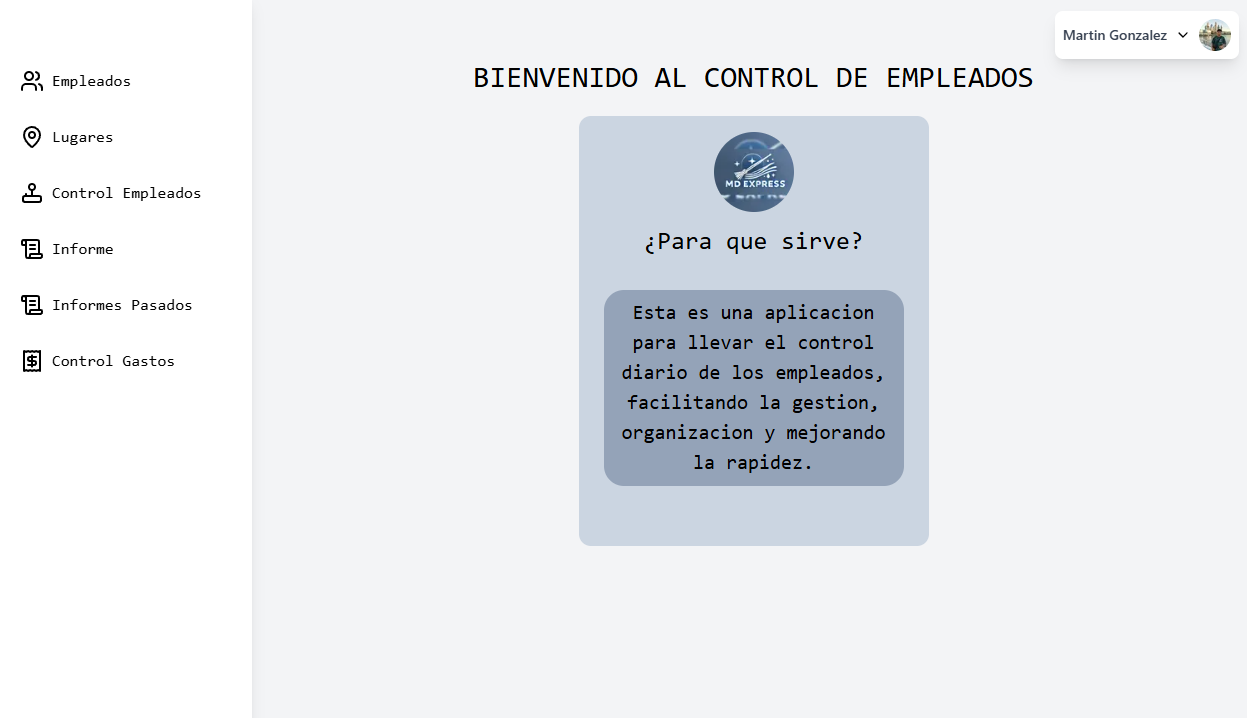 Martin Gonzalez
Empleados
Lugares
Control Empleados
Informe
Informes Pasados
Control Gastos
BIENVENIDO AL CONTROL DE EMPLEADOS
MD EXPRESS
¿Para que sirve?
Esta es una aplicacion
para llevar el control
diario de los empleados,
facilitando la gestion,
organizacion y mejorando
la rapidez.